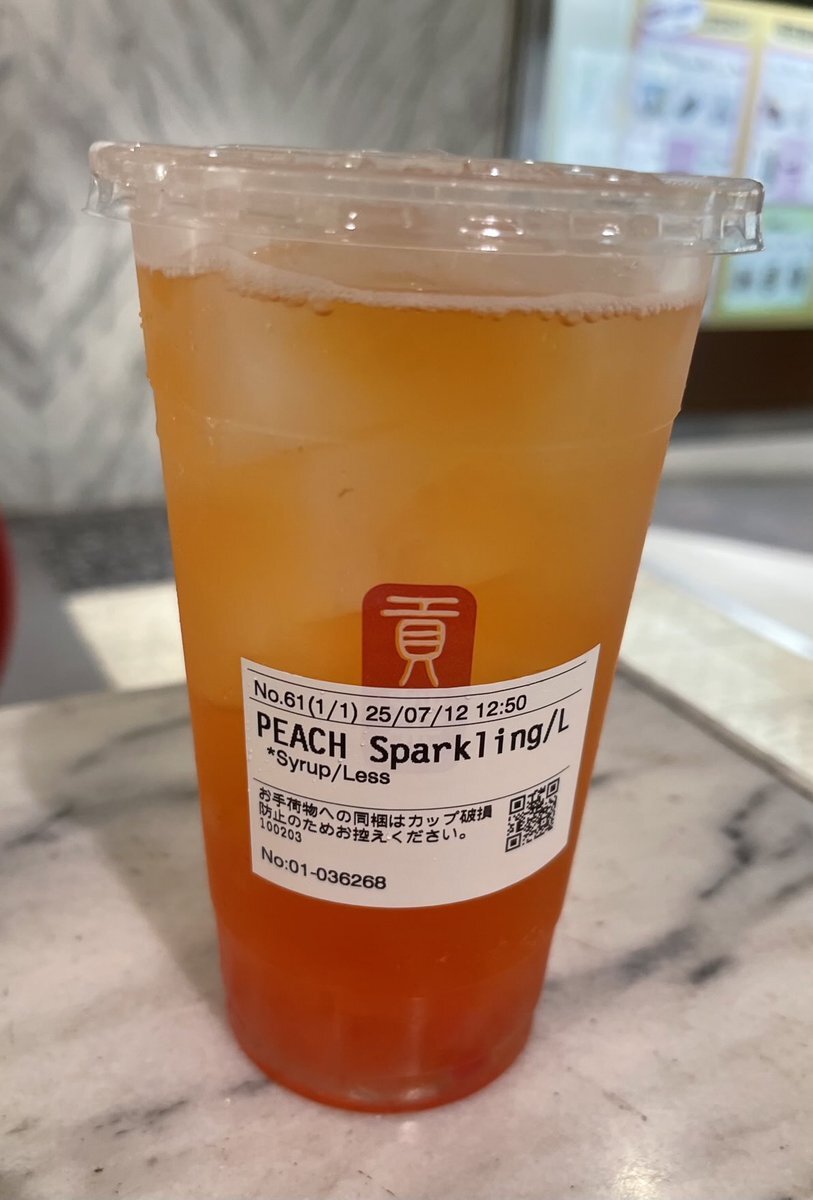 貢
No.61(1/1) 25/07/12 12:50
PEACH Sparkling/L
*Syrup/Less
お手荷物への同梱はカップ破損
防止のためお控えください。
100203
No:01-036268